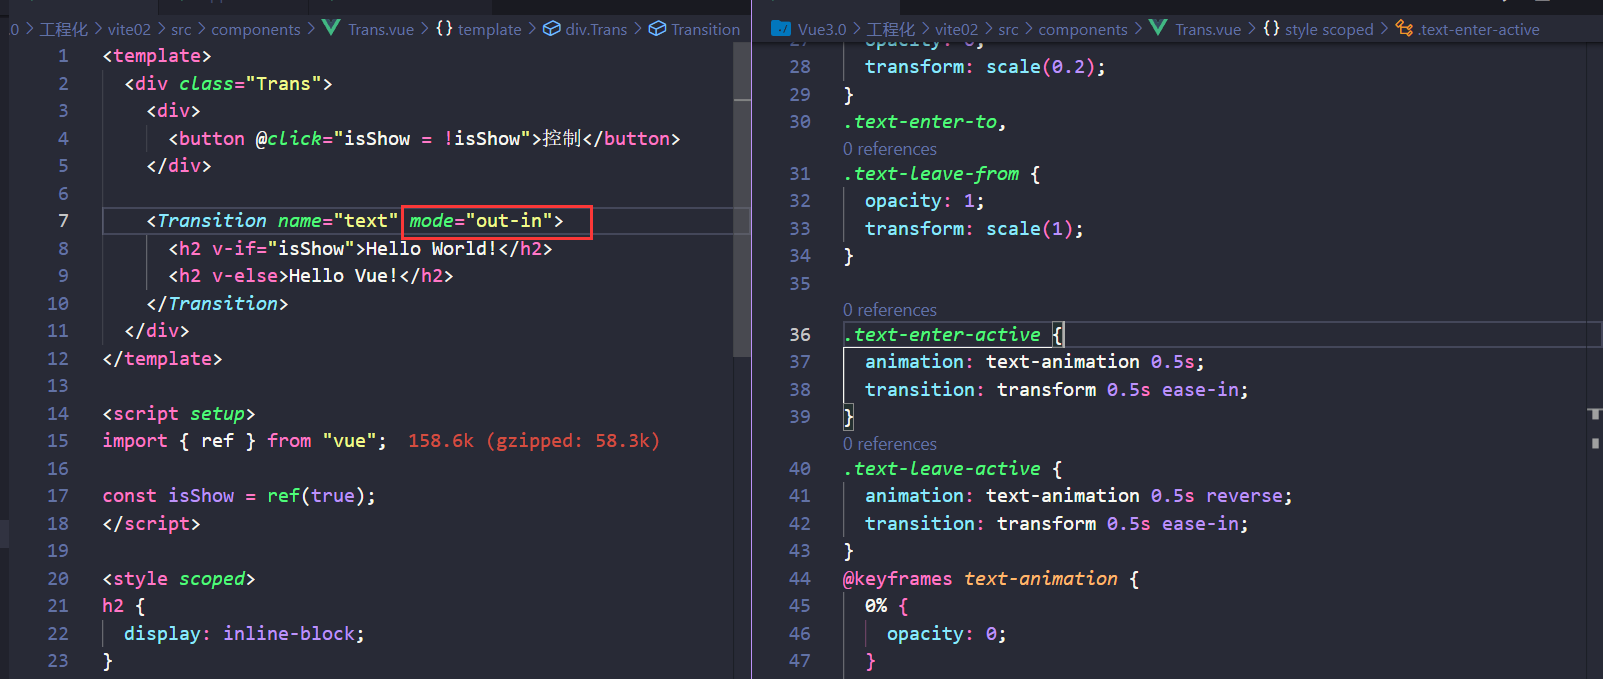 .0 > 工程化 > vite02 > src > components > Trans.vue > {} template > div.Trans > Transition
1 <template>
2 <div class="Trans">
3 <div>
4 <button @click="isShow = !isShow">控制</button>
5 </div>
6
7 <Transition name="text" mode="out-in">
8 <h2 v-if="isShow">Hello World!</h2>
9 <h2 v-else>Hello Vue!</h2>
10 </Transition>
11 </div>
12 </template>
13
14 <script setup>
15 import { ref } from "vue"; 158.6k (gzipped: 58.3k)
16
17 const isShow = ref(true);
18 </script>
19
20 <style scoped>
21 h2 {
22 display: inline-block;
23 }
Vue3.0 > 工程化 > vite02 > src > components > Trans.vue > {} style scoped > .text-enter-active
27 opacity: 0;
28 transform: scale(0.2);
29 }
30 .text-enter-to,
0 references
31 .text-leave-from {
32 opacity: 1;
33 transform: scale(1);
34 }
35
0 references
36 .text-enter-active {
37 animation: text-animation 0.5s;
38 transition: transform 0.5s ease-in;
39 }
0 references
40 .text-leave-active {
41 animation: text-animation 0.5s reverse;
42 transition: transform 0.5s ease-in;
43 }
44 @keyframes text-animation {
45 0% {
46 opacity: 0;
47 }